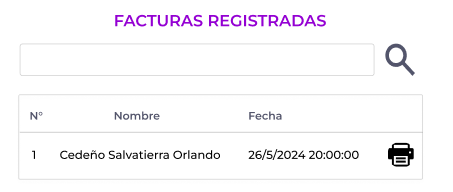 FACTURAS REGISTRADAS
N° Nombre Fecha
1 Cedeño Salvatierra Orlando 26/5/2024 20:00:00